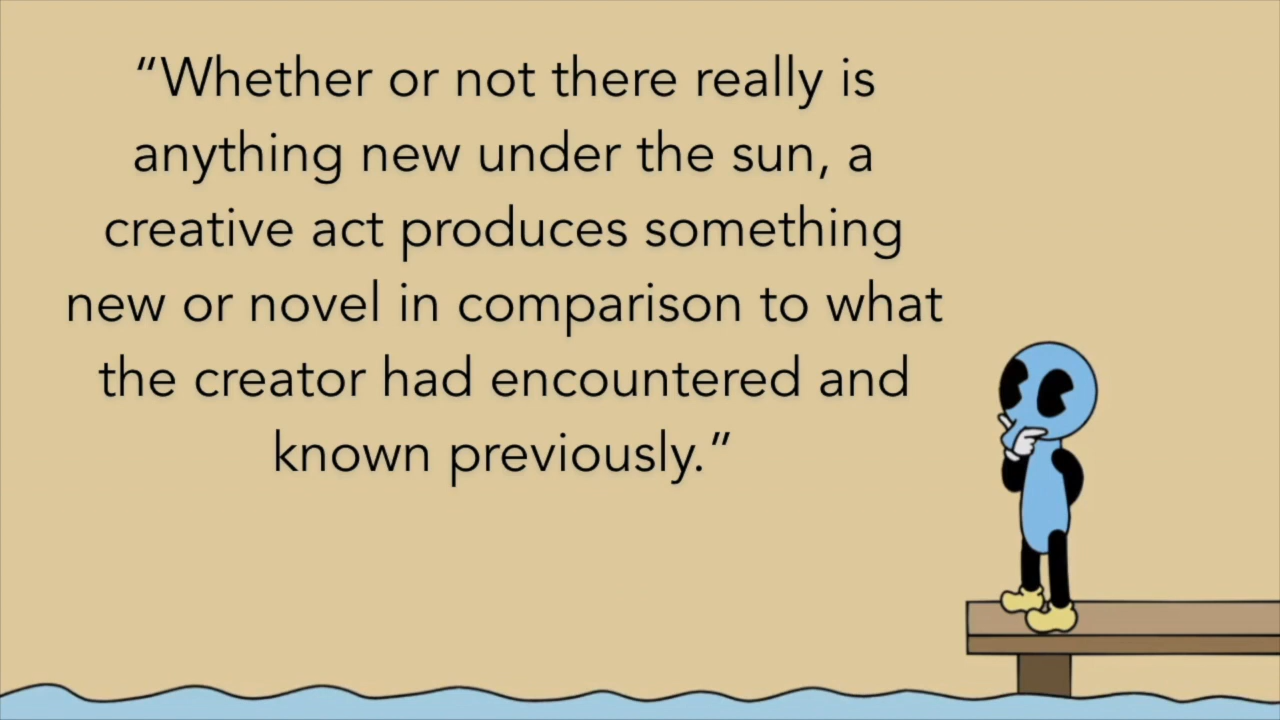 “Whether or not there really is
anything new under the sun, a
creative act produces something
new or novel in comparison to what
the creator had encountered and
known previously.”